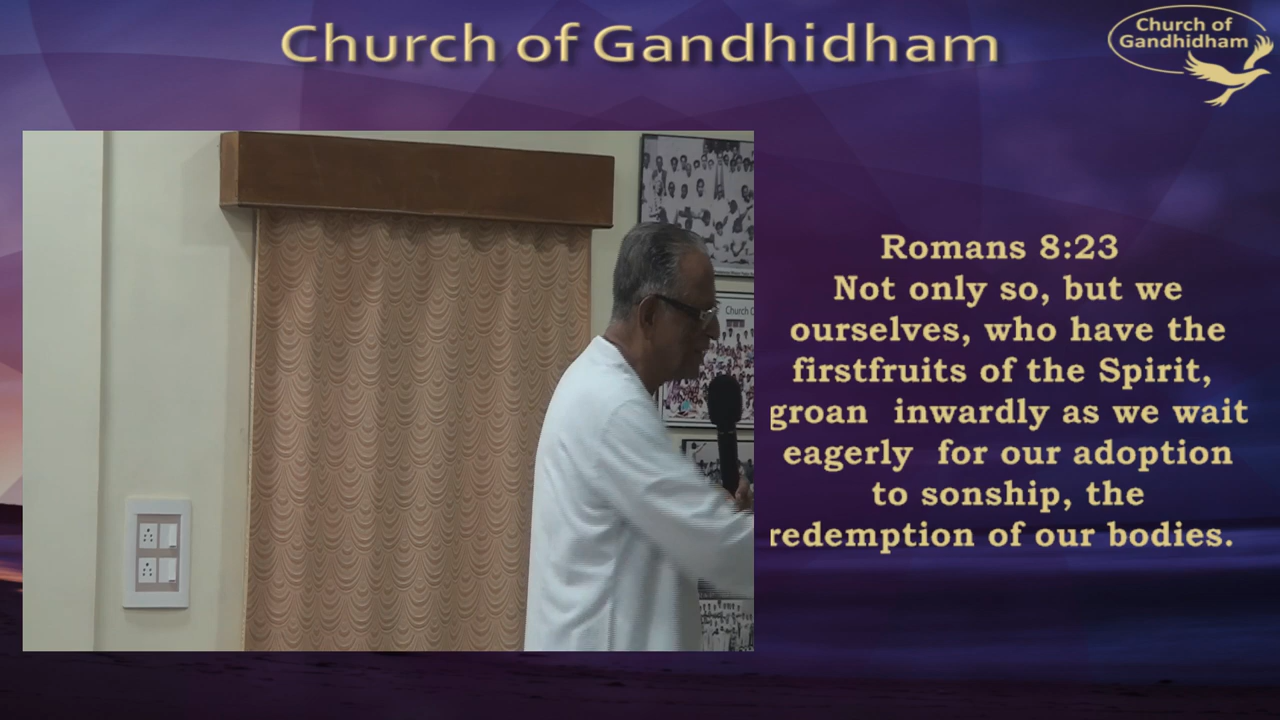 Church of Gandhidham
Church of
Gandhidham
Romans 8:23
Not only so, but we
ourselves, who have the
firstfruits of the Spirit,
groan inwardly as we wait
eagerly for our adoption
to sonship, the
redemption of our bodies.
Church